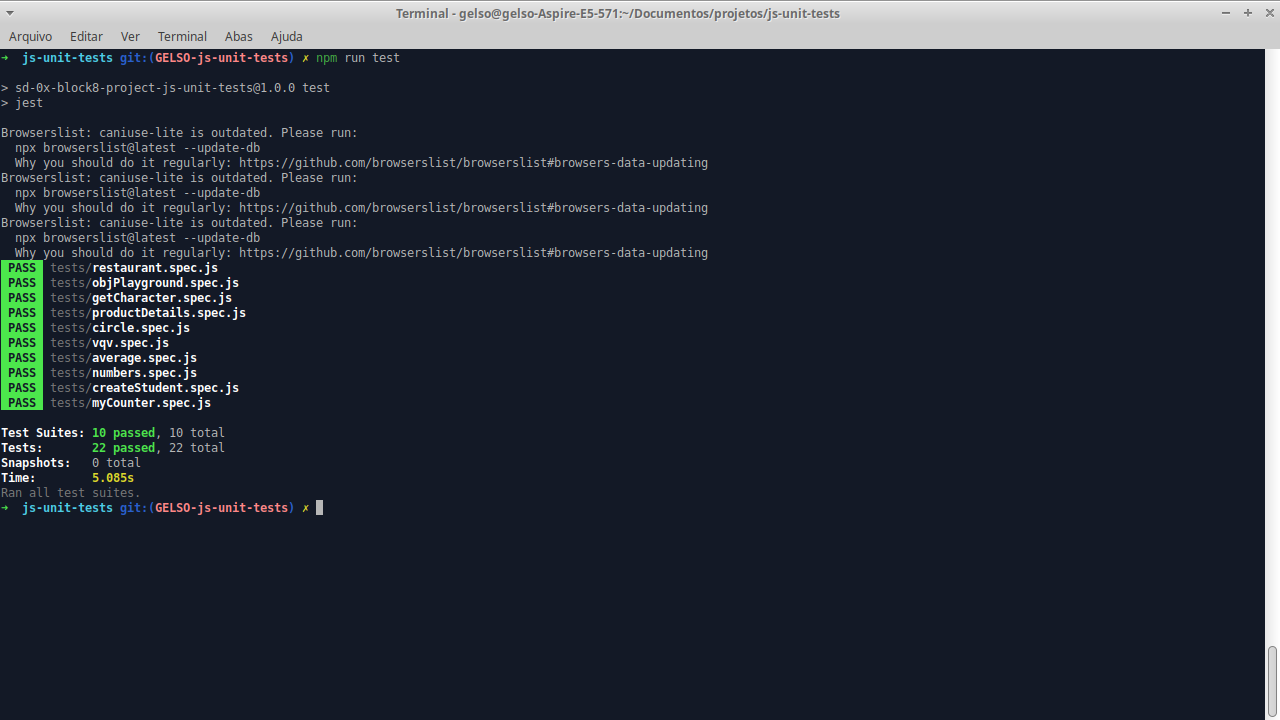 Terminal - gelso@gelso-Aspire-E5-571:~/Documentos/projetos/js-unit-tests
Arquivo Editar Ver Terminal Abas Ajuda
➜  js-unit-tests git:(GELSO-js-unit-tests) ✗ npm run test
> sd-0x-block8-project-js-unit-tests@1.0.0 test
> jest
Browserslist: caniuse-lite is outdated. Please run:
  npx browserslist@latest --update-db
  Why you should do it regularly: https://github.com/browserslist/browserslist#browsers-data-updating
Browserslist: caniuse-lite is outdated. Please run:
  npx browserslist@latest --update-db
  Why you should do it regularly: https://github.com/browserslist/browserslist#browsers-data-updating
Browserslist: caniuse-lite is outdated. Please run:
  npx browserslist@latest --update-db
  Why you should do it regularly: https://github.com/browserslist/browserslist#browsers-data-updating
PASS tests/restaurant.spec.js
PASS tests/objPlayground.spec.js
PASS tests/getCharacter.spec.js
PASS tests/productDetails.spec.js
PASS tests/circle.spec.js
PASS tests/vqv.spec.js
PASS tests/average.spec.js
PASS tests/numbers.spec.js
PASS tests/createStudent.spec.js
PASS tests/myCounter.spec.js
Test Suites: 10 passed, 10 total
Tests:       22 passed, 22 total
Snapshots:   0 total
Time:        5.085s
Ran all test suites.
➜  js-unit-tests git:(GELSO-js-unit-tests) ✗